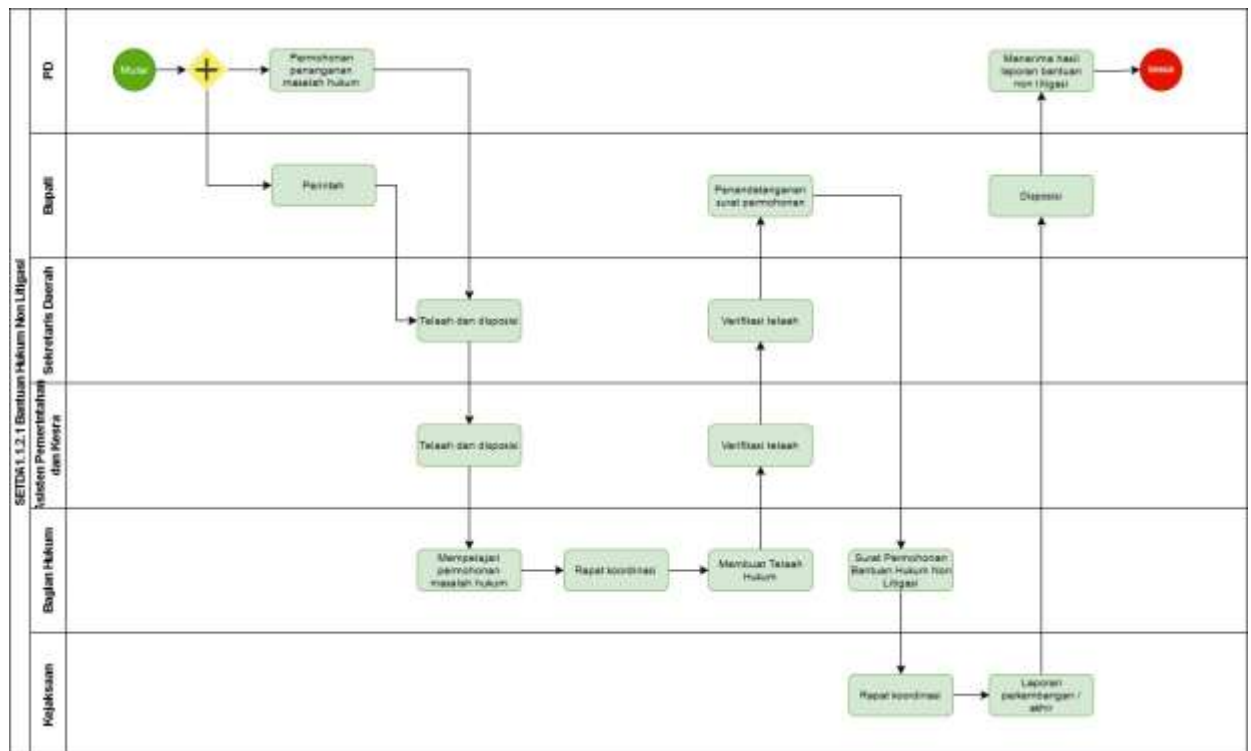 SETDA1.1.2.1 Bantuan Hukum Non Litigasi
PD
Mulai
Permohonan
penanganan
masalah hukum
Menerima hasil
laporan bantuan
non litigasi
Bupati
Perintah
Penandatanganan
surat permohonan
Disposisi
Sekretaris Daerah
Telaah dan disposisi
Verifikasi telaah
Asisten Pemerintahan
dan Kesra
Telaah dan disposisi
Verifikasi telaah
Bagian Hukum
Mempelajari
permohonan
masalah hukum
Rapat koordinasi
Membuat Telaah
Hukum
Surat Permohonan
Bantuan Hukum Non
Litigasi
Kejaksaan
Rapat koordinasi
Laporan
perkembangan /
akhir